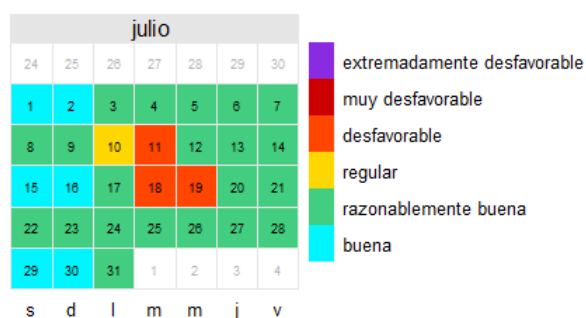 julio
24 25 26 27 28 29 30
1 2 3 4 5 6 7
8 9 10 11 12 13 14
15 16 17 18 19 20 21
22 23 24 25 26 27 28
29 30 31 1 2 3 4
s d l m m j v
extremadamente desfavorable
muy desfavorable
desfavorable
regular
razonablemente buena
buena